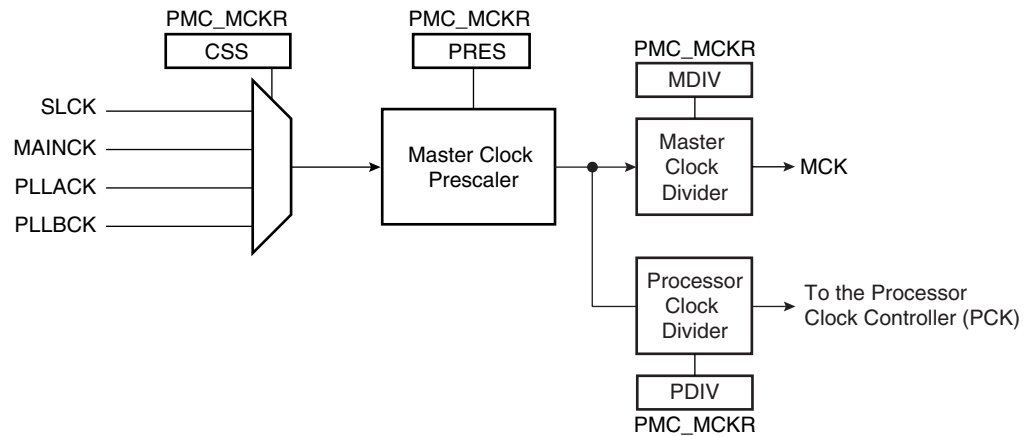 PMC_MCKR
CSS
PMC_MCKR
PRES
PMC_MCKR
MDIV
SLCK
MAINCK
PLLACK
PLLBCK
Master Clock
Prescaler
Master
Clock
Divider
MCK
Processor
Clock
Divider
To the Processor
Clock Controller (PCK)
PDIV
PMC_MCKR